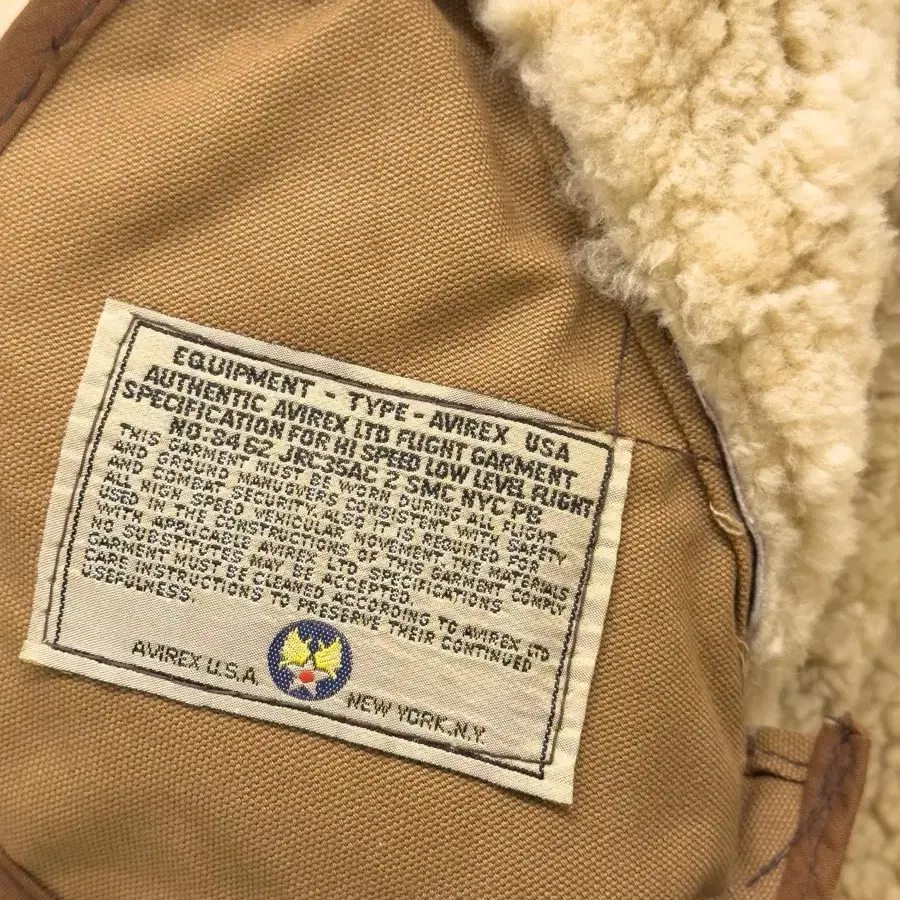 EQUIPMENT - TYPE - AVIREX USA
AUTHENTIC AVIREX LTD FLIGHT GARMENT
SPECIFICATION FOR HI SPEED LOW LEVEL FLIGHT
NO:S462 JBC35AC 2 SMC NYC PB
THIS GARMENT MUST BE WORN DURING ALL FLIGHT
AND GROUND MANUGVERS CONSISTENT WITH SAFETY
AND COMBAT SECURITY. ALSO IT IS REQUIRED FOR
ALL HIGH SPEED VEHICULAR MOVEMENT. THE MATERIALS
USED IN THE CONSTRUCTIONS OF THIS GARMENT COMPLY
WITH APPLICABLE AVIREX LTD SPECIFICATIONS
NO SUBSTITUTES MAY BE ACCEPTED.
GARMENT MUST BE CLEANED ACCORDING TO AVIREX LTD
CARE INSTRUCTIONS TO PRESERVE THEIR CONTINUED
USEFULNESS.
AVIREX U.S.A. NEW YORK, N.Y.